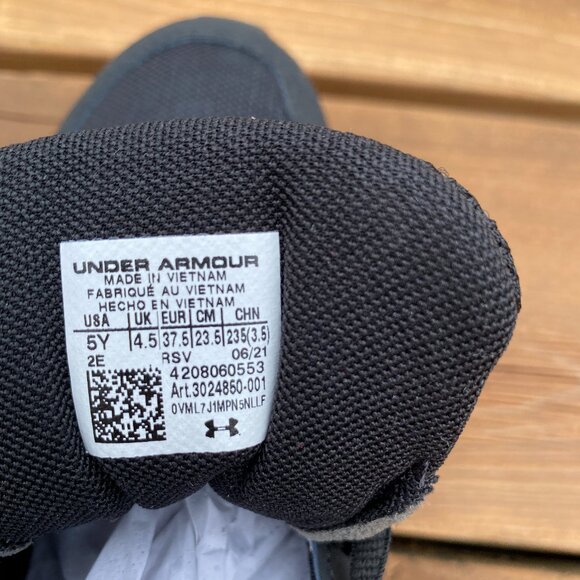 UNDER ARMOUR
MADE IN VIETNAM
FABRIQUÉ AU VIETNAM
HECHO EN VIETNAM
USA UK EUR CM CHN
5Y 4.5 37.5 23.5 235(3.5)
2E RSV 06/21
4208060553
Art.3024860-001
0VML7J1MPN5NLLF